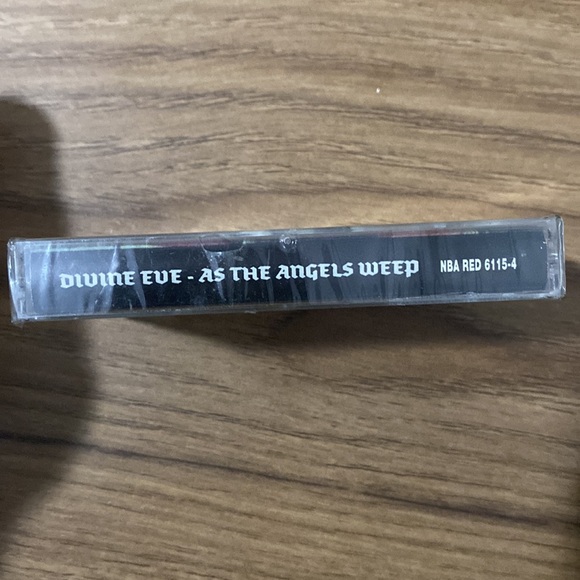 DIVINE EVE - AS THE ANGELS WEEP NBA RED 6115-4